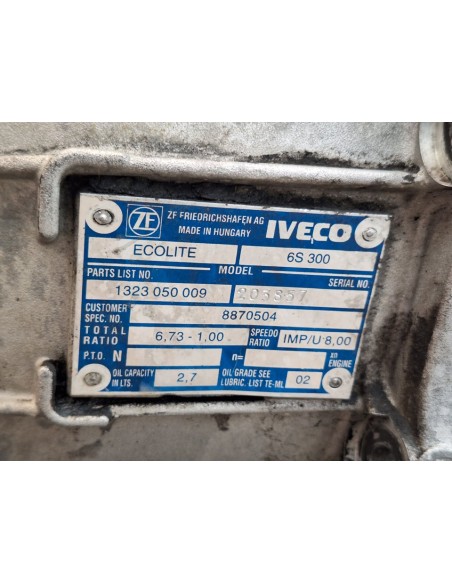 ZF FRIEDRICHSHAFEN AG
MADE IN HUNGARY
IVECO
ECOLITE 6S 300
PARTS LIST NO. MODEL SERIAL NO.
1323 050 009
CUSTOMER SPEC. NO. 8870504
TOTAL RATIO 6,73 - 1,00 SPEEDO RATIO IMP/U 8,00
P.T.O. N n= x n ENGINE
OIL CAPACITY IN LTS. 2,7 OIL GRADE SEE LUBRIC. LIST TE-ML 02